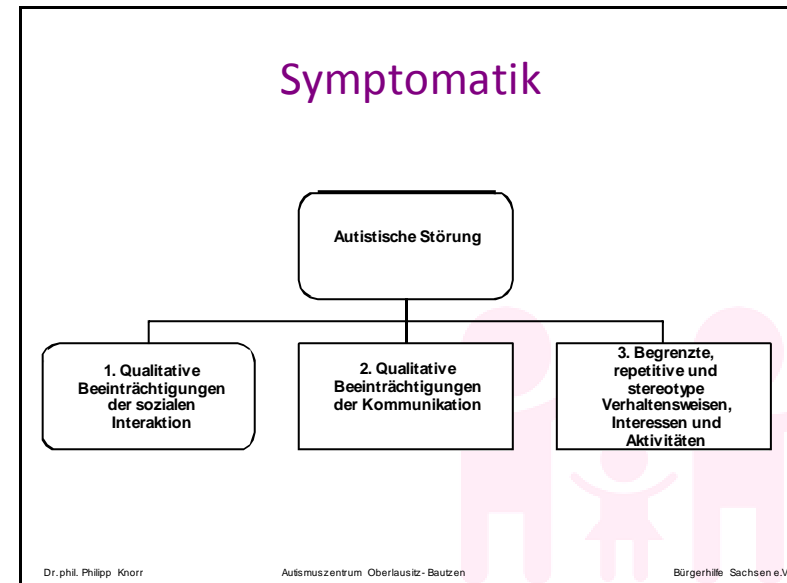 Symptomatik
Autistische Störung
1. Qualitative
Beeinträchtigungen
der sozialen
Interaktion
2. Qualitative
Beeinträchtigungen
der Kommunikation
3. Begrenzte,
repetitive und
stereotype
Verhaltensweisen,
Interessen und
Aktivitäten
Dr. phil. Philipp Knorr Autismuszentrum Oberlausitz- Bautzen Bürgerhilfe Sachsen e.V